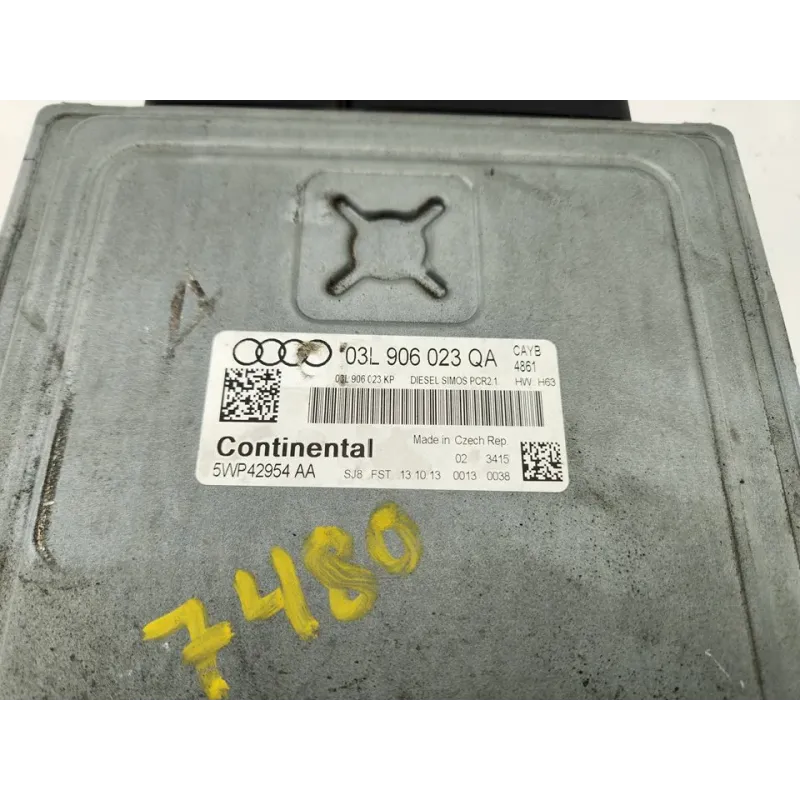 03L 906 023 QA CAYB
4861
03L 906 023 KP DIESEL SIMOS PCR2.1 HW: H63
Continental Made in Czech Rep.
02 3415
5WP42954 AA SJ8 FST 13.10.13 0013 0038
7480